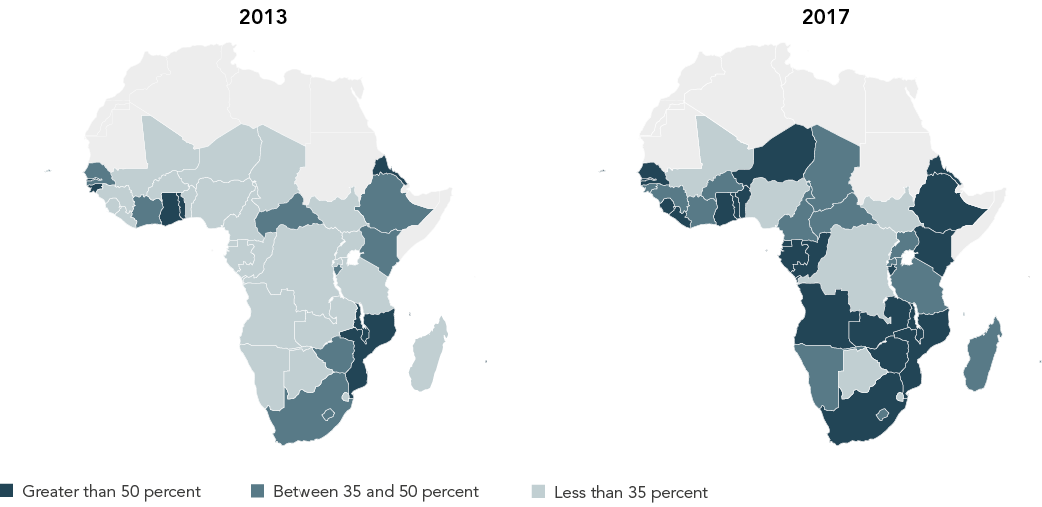 2013 2017
Greater than 50 percent Between 35 and 50 percent Less than 35 percent